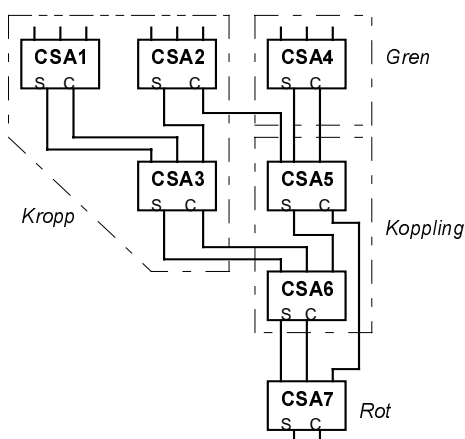 CSA1 CSA2 CSA4 Gren
S C S C S C
CSA3 CSA5
S C S C
Kropp Koppling
CSA6
S C
CSA7 Rot
S C